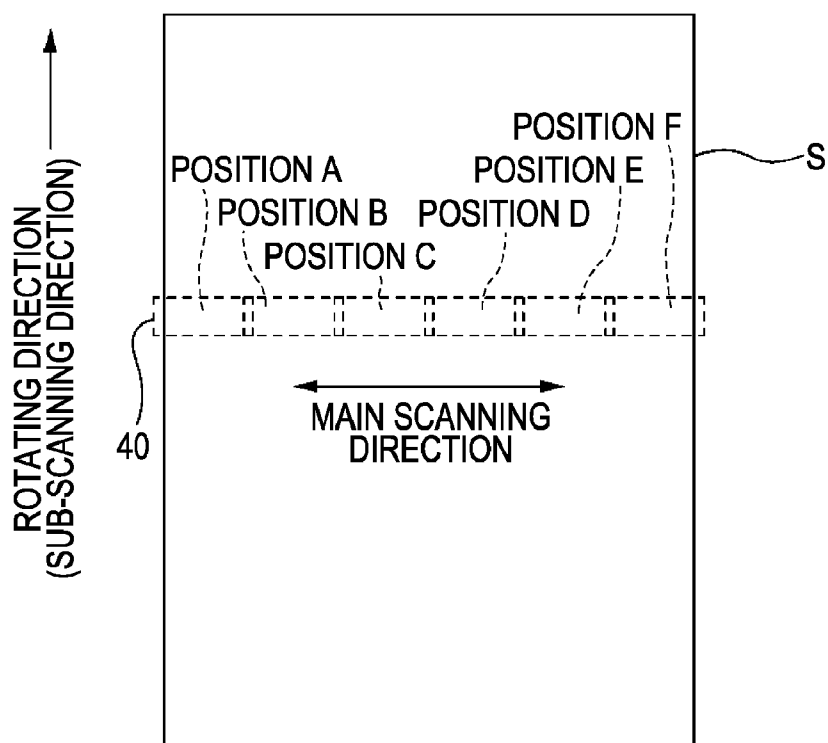 POSITION F
S
POSITION A
POSITION E
POSITION B
POSITION D
POSITION C
40
MAIN SCANNING
DIRECTION
ROTATING DIRECTION
(SUB-SCANNING DIRECTION)